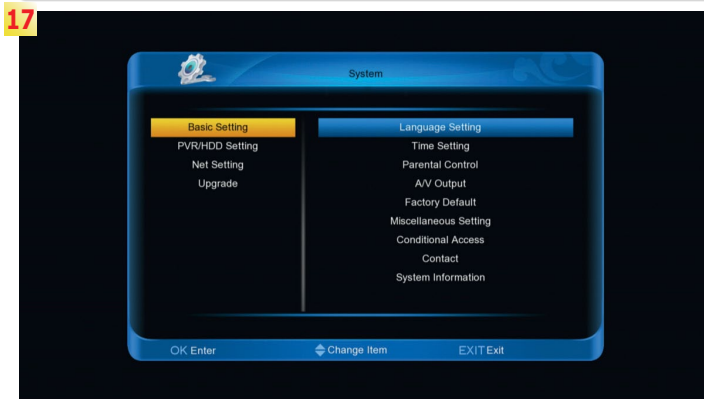 17
System
Basic Setting
PVR/HDD Setting
Net Setting
Upgrade
Language Setting
Time Setting
Parental Control
A/V Output
Factory Default
Miscellaneous Setting
Conditional Access
Contact
System Information
OK Enter Change Item EXIT Exit